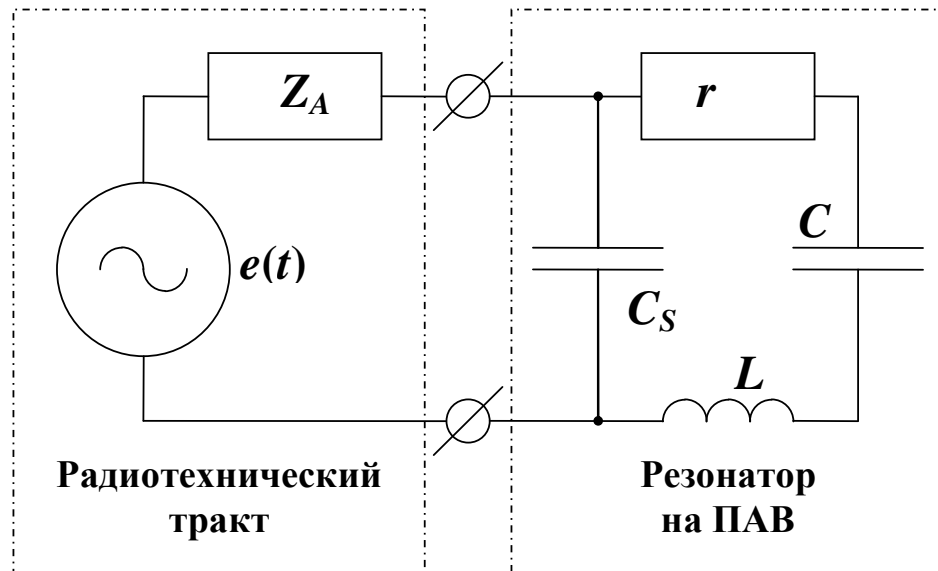 Z_A
r
e(t)
C
C_S
L
Радиотехнический
тракт
Резонатор
на ПАВ